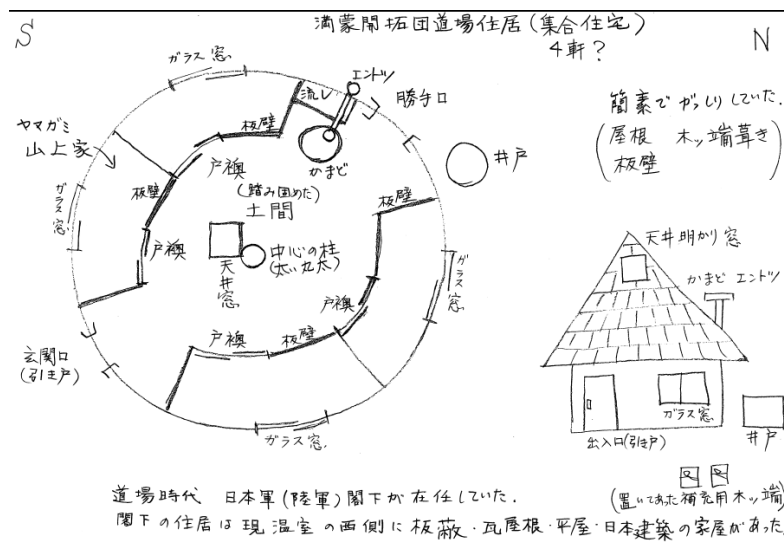 満蒙開拓団道場住居(集合住宅)
4軒?
S
N
ガラス窓
エントツ
流し
勝手口
簡素でがっしりしていた.
(屋根 木ッ端葺き
板壁)
ヤマガミ
山上家
板壁
戸襖
かまど
井戸
ガラス窓
板壁
(踏み固めた)
土間
板壁
戸襖
天井窓
中心の柱
(太い丸太)
ガラス窓
戸襖
天井明かり窓
かまど エントツ
玄関口
(引き戸)
戸襖
板壁
ガラス窓
ガラス窓
出入口(引き戸)
井戸
(置いてあった補充用木ッ端)
道場時代 日本軍(陸軍)閣下が在任していた.
閣下の住居は現温室の西側に板蔽・瓦屋根・平屋・日本建築の家屋があった